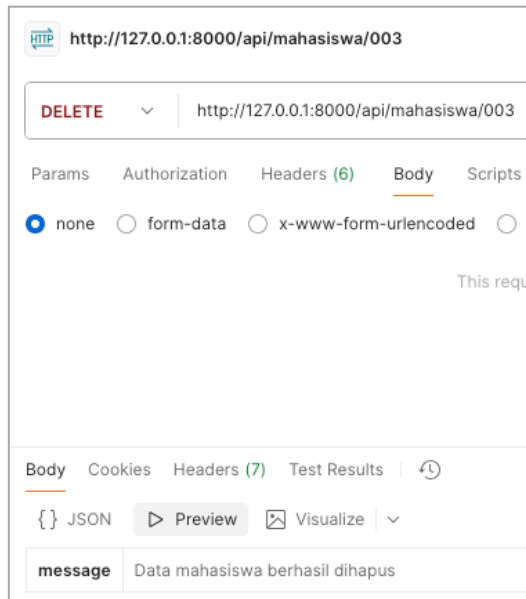 HTTP http://127.0.0.1:8000/api/mahasiswa/003
DELETE http://127.0.0.1:8000/api/mahasiswa/003
Params Authorization Headers (6) Body Scripts
none form-data x-www-form-urlencoded
This requ
Body Cookies Headers (7) Test Results
{} JSON Preview Visualize
message Data mahasiswa berhasil dihapus